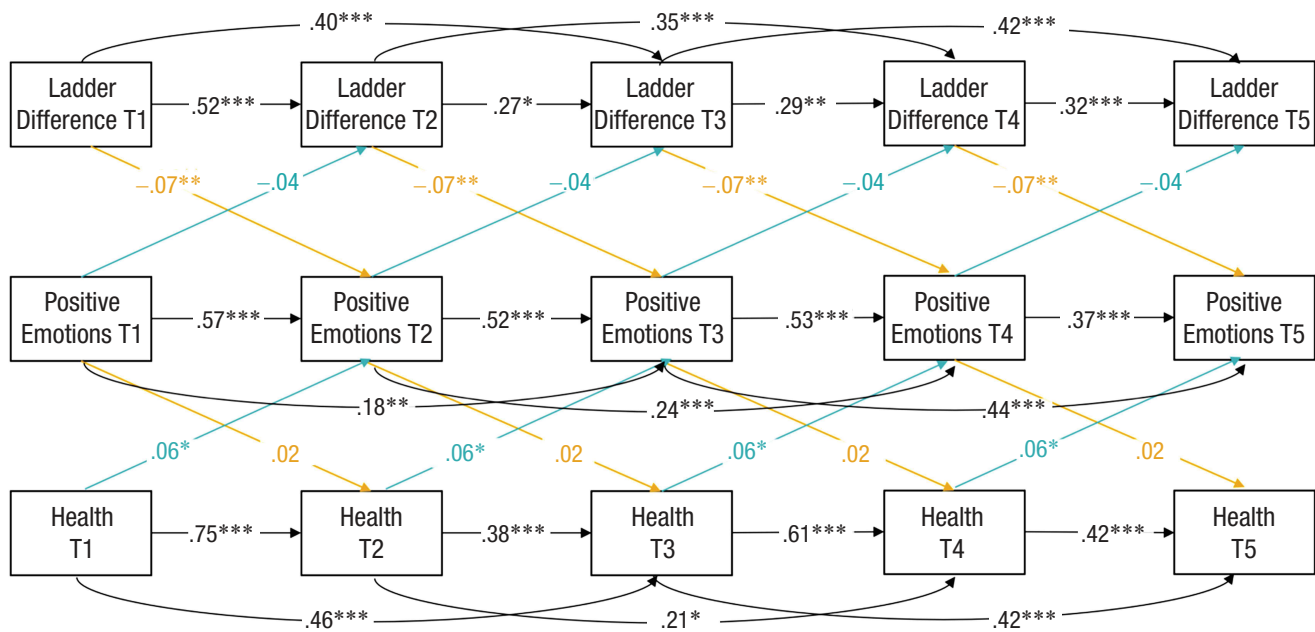 .40***
.35***
.42***
Ladder
Difference T1
.52***
Ladder
Difference T2
.27*
Ladder
Difference T3
.29**
Ladder
Difference T4
.32***
Ladder
Difference T5
–.07**
–.04
–.07**
–.04
–.07**
–.04
–.07**
–.04
Positive
Emotions T1
.57***
Positive
Emotions T2
.52***
Positive
Emotions T3
.53***
Positive
Emotions T4
.37***
Positive
Emotions T5
.18**
.24***
.44***
.06*
.02
.06*
.02
.06*
.02
.06*
.02
Health
T1
.75***
Health
T2
.38***
Health
T3
.61***
Health
T4
.42***
Health
T5
.46***
.21*
.42***